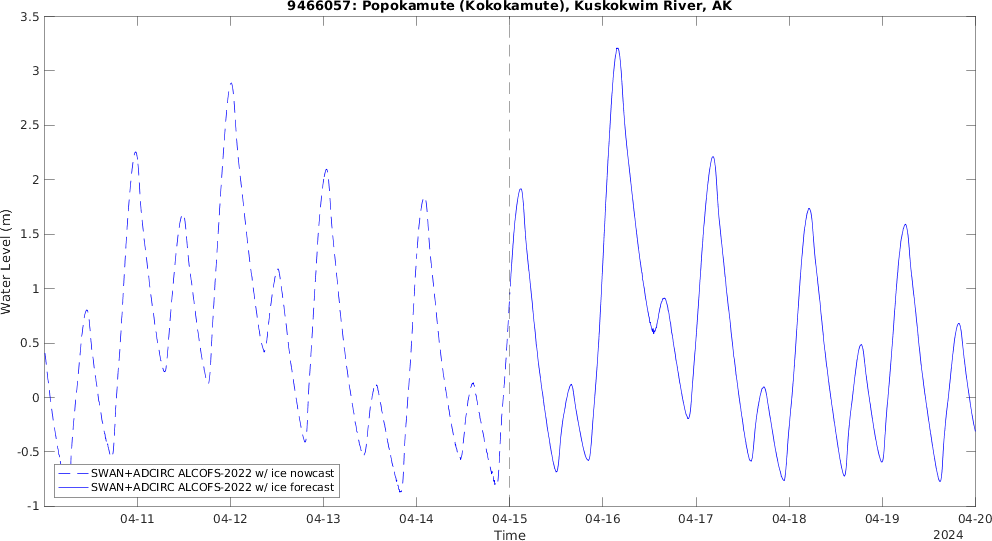 9466057: Popokamute (Kokokamute), Kuskokwim River, AK
3.5
3
2.5
2
1.5
1
0.5
0
-0.5
-1
Water Level (m)
SWAN+ADCIRC ALCOFS-2022 w/ ice nowcast
SWAN+ADCIRC ALCOFS-2022 w/ ice forecast
04-11 04-12 04-13 04-14 04-15 04-16 04-17 04-18 04-19 04-20
Time
2024